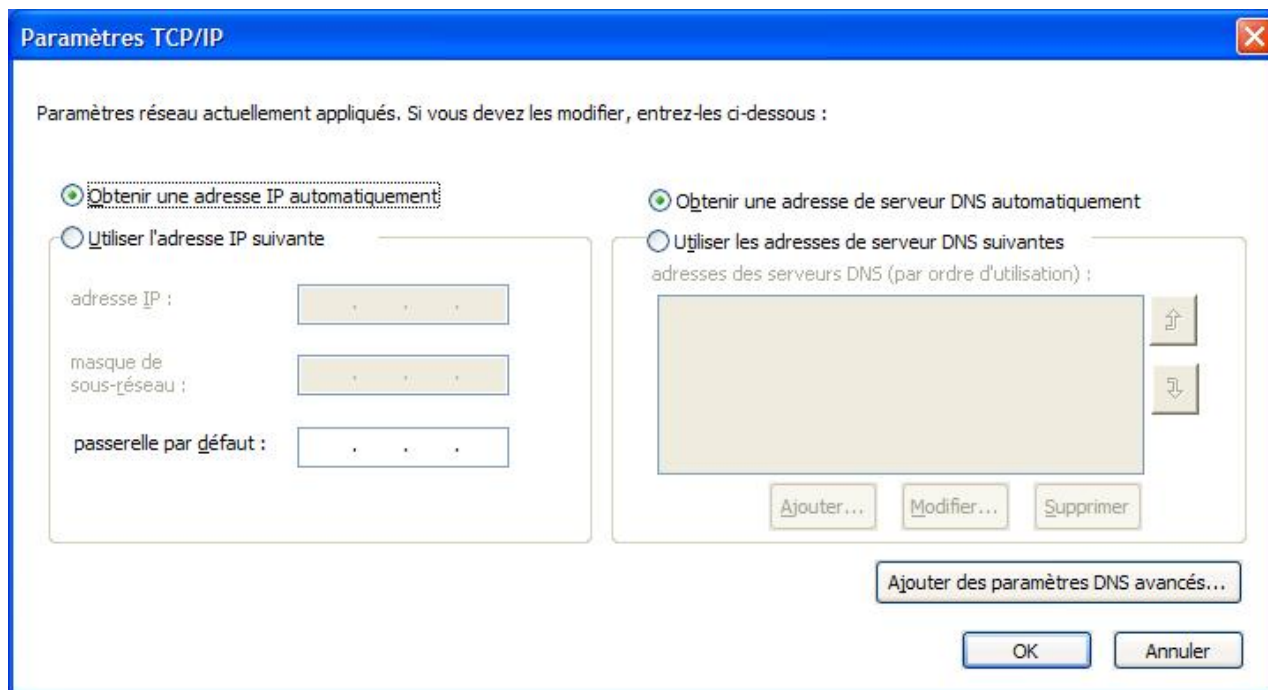 Paramètres TCP/IP
Paramètres réseau actuellement appliqués. Si vous devez les modifier, entrez-les ci-dessous :
Obtenir une adresse IP automatiquement
Utiliser l'adresse IP suivante
adresse IP :
masque de
sous-réseau :
passerelle par défaut :
Obtenir une adresse de serveur DNS automatiquement
Utiliser les adresses de serveur DNS suivantes
adresses des serveurs DNS (par ordre d'utilisation) :
Ajouter... Modifier... Supprimer
Ajouter des paramètres DNS avancés...
OK Annuler